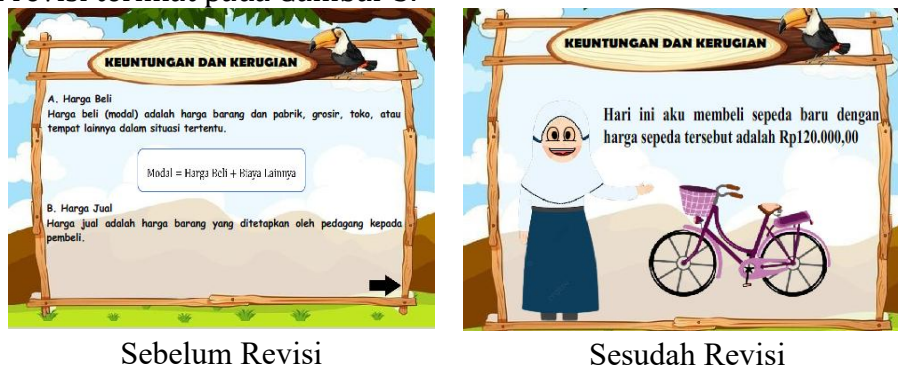 KEUNTUNGAN DAN KERUGIAN
A. Harga Beli
Harga beli (modal) adalah harga barang dan pabrik, grosir, toko, atau
tempat lainnya dalam situasi tertentu.
Modal = Harga Beli + Biaya Lainnya
B. Harga Jual
Harga jual adalah harga barang yang ditetapkan oleh pedagang kepada
pembeli.
Sebelum Revisi
KEUNTUNGAN DAN KERUGIAN
Hari ini aku membeli sepeda baru dengan
harga sepeda tersebut adalah Rp120.000,00
Sesudah Revisi